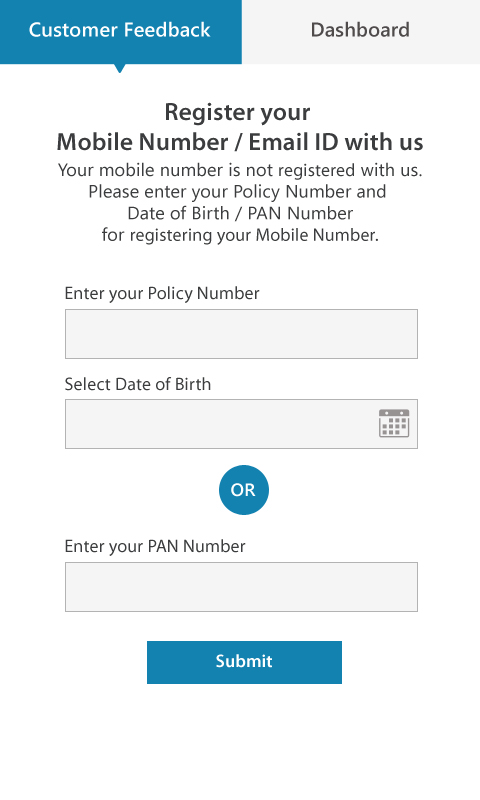 Customer Feedback
Dashboard
Register your
Mobile Number / Email ID with us
Your mobile number is not registered with us.
Please enter your Policy Number and
Date of Birth / PAN Number
for registering your Mobile Number.
Enter your Policy Number
Select Date of Birth
OR
Enter your PAN Number
Submit